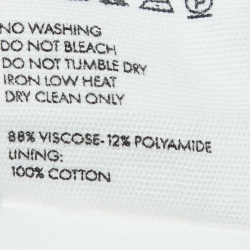 NO WASHING
DO NOT BLEACH
DO NOT TUMBLE DRY
IRON LOW HEAT
DRY CLEAN ONLY
88% VISCOSE-12% POLYAMIDE
LINING:
100% COTTON